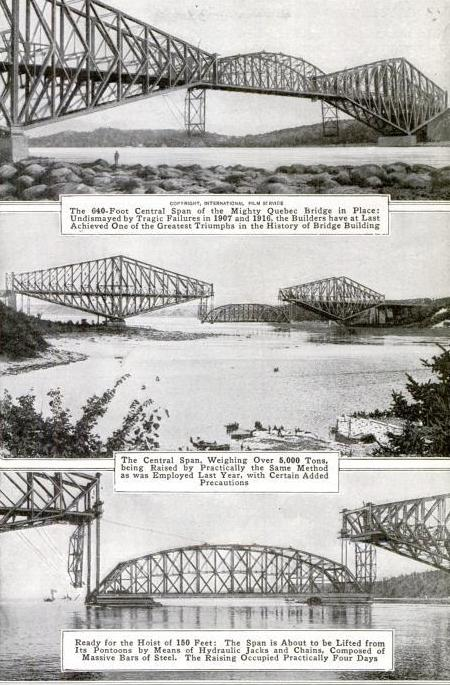 COPYRIGHT, INTERNATIONAL FILM SERVICE
The 640-Foot Central Span of the Mighty Quebec Bridge in Place:
Undismayed by Tragic Failures in 1907 and 1916, the Builders have at Last
Achieved One of the Greatest Triumphs in the History of Bridge Building
The Central Span, Weighing Over 5,000 Tons,
being Raised by Practically the Same Method
as was Employed Last Year, with Certain Added
Precautions
Ready for the Hoist of 150 Feet: The Span is About to be Lifted from
Its Pontoons by Means of Hydraulic Jacks and Chains, Composed of
Massive Bars of Steel. The Raising Occupied Practically Four Days